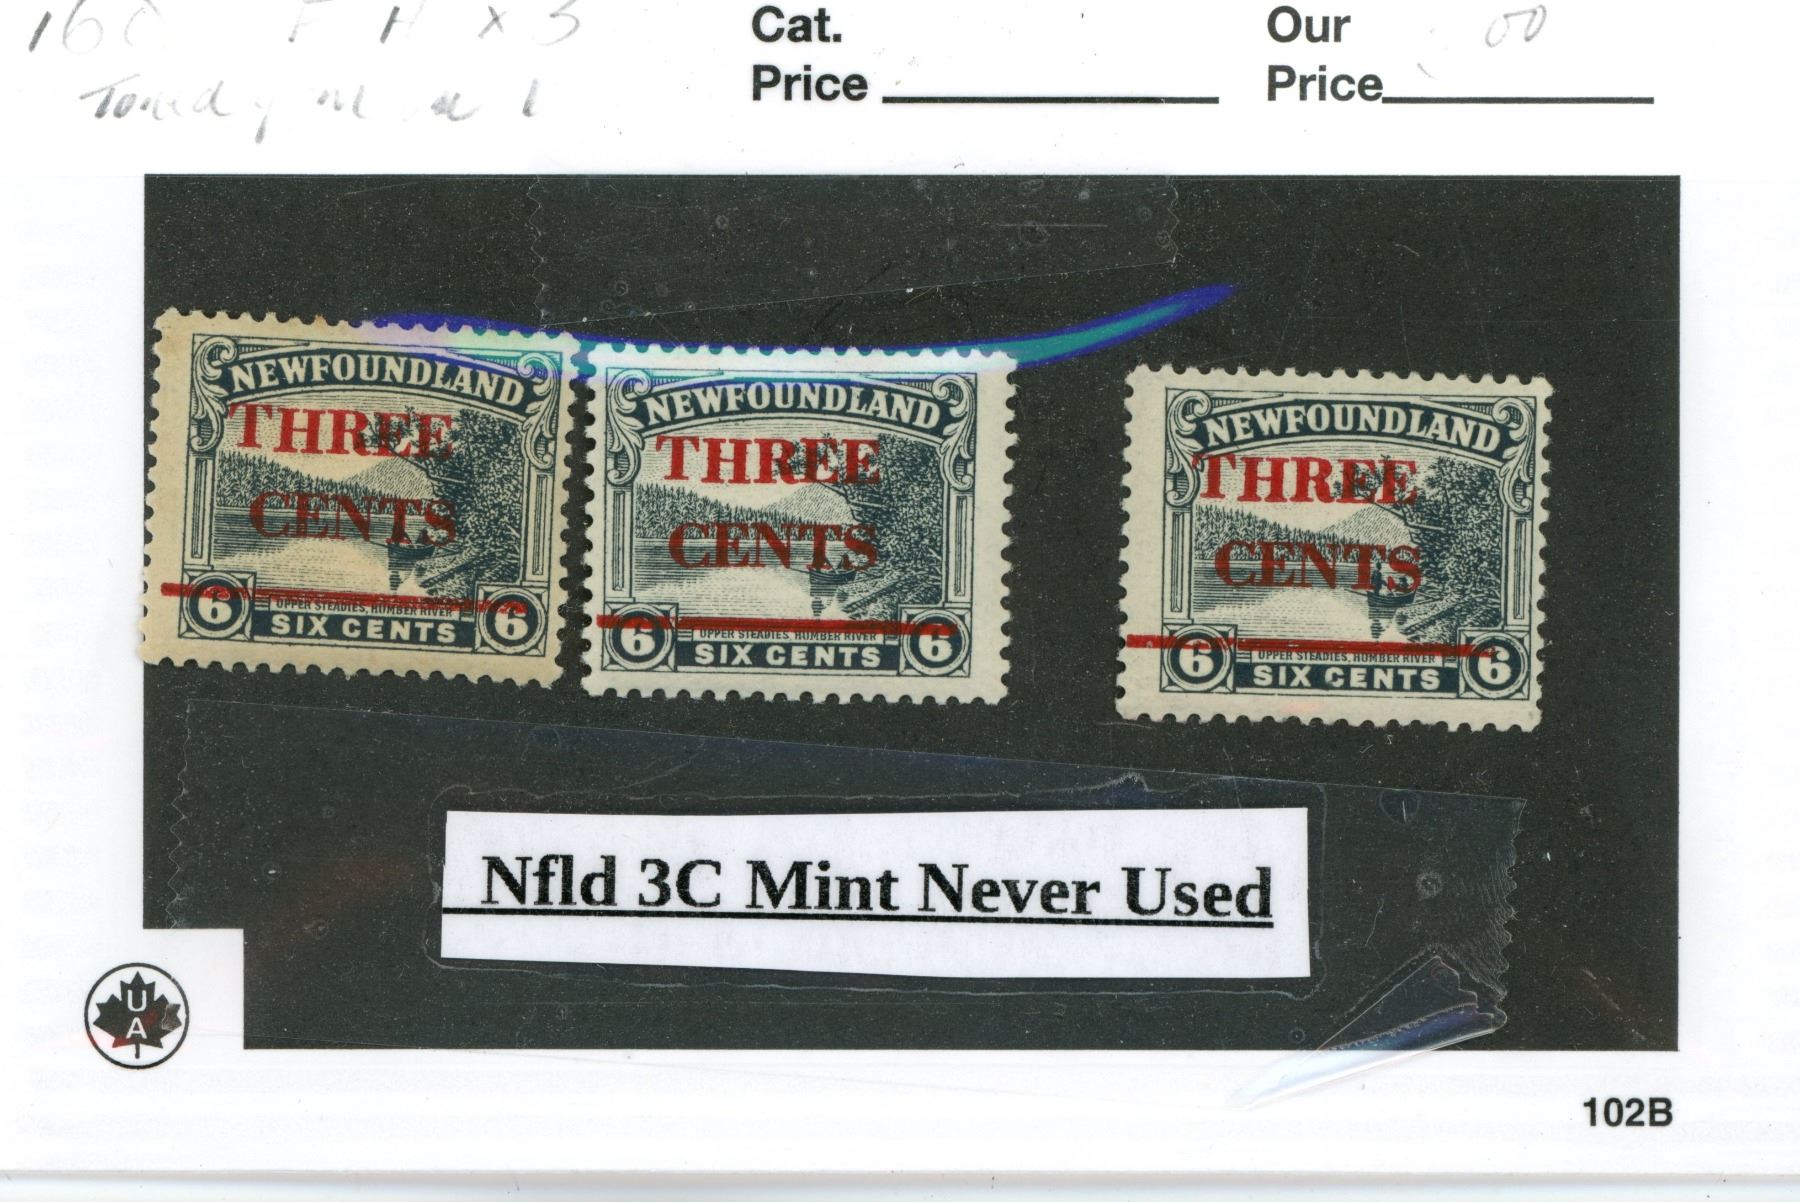 160 F H x 3
Toned
Cat.
Price
Our
Price
00
NEWFOUNDLAND
THREE
CENTS
6 UPPER STEADIES, HUMBER RIVER 6
SIX CENTS
NEWFOUNDLAND
THREE
CENTS
6 UPPER STEADIES, HUMBER RIVER 6
SIX CENTS
NEWFOUNDLAND
THREE
CENTS
6 UPPER STEADIES, HUMBER RIVER 6
SIX CENTS
Nfld 3C Mint Never Used
U
A
102B